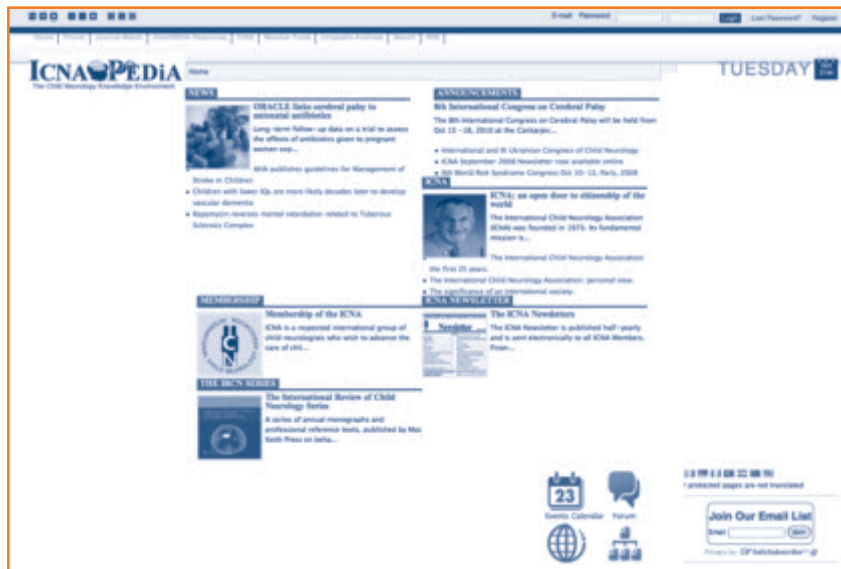 E-mail Password Login Lost Password? Register
ICNAPEDIA
The Child Neurology Knowledge Environment
Home
TUESDAY
NEWS
ORACLE links cerebral palsy to
antenatal antibiotics
Long-term follow-up data on a trial to assess
the effects of antibiotics given to pregnant
women exp...
AHA publishes guidelines for Management of
Stroke in Children
Children with lower IQs are more likely decades later to develop
vascular dementia
Rapamycin reverses mental retardation related to Tuberous
Sclerosis Complex
ANNOUNCEMENTS
8th International Congress on Cerebral Palsy
The 8th International Congress on Cerebral Palsy will be held from
Oct 15 -18, 2010 at the Cankarjev...
International and IX Ukrainian Congress of Child Neurology
ICNA September 2008 Newsletter now available online
6th World Rett Syndrome Congress Oct 10-13, Paris, 2008
ICNA
ICNA: an open door to citizenship of the
world
The International Child Neurology Association
(ICNA) was founded in 1973. Its fundamental
mission is...
The International Child Neurology Association:
the first 25 years.
The International Child Neurology Association: personal view.
The significance of an international society.
MEMBERSHIP
Membership of the ICNA
ICNA is a respected international group of
child neurologists who wish to advance the
care of chil...
ICNA NEWSLETTER
The ICNA Newsletters
The ICNA Newsletter is published half-yearly
and is sent electronically to all ICNA Members.
Finan...
Newsletter
THE IRCN SERIES
The International Review of Child
Neurology Series
A series of annual monographs and
professional reference texts, published by Mac
Keith Press on beha...
23
Events Calendar Forum
protected pages are not translated
Join Our Email List
Email Join
Privacy by SafeSubscribe